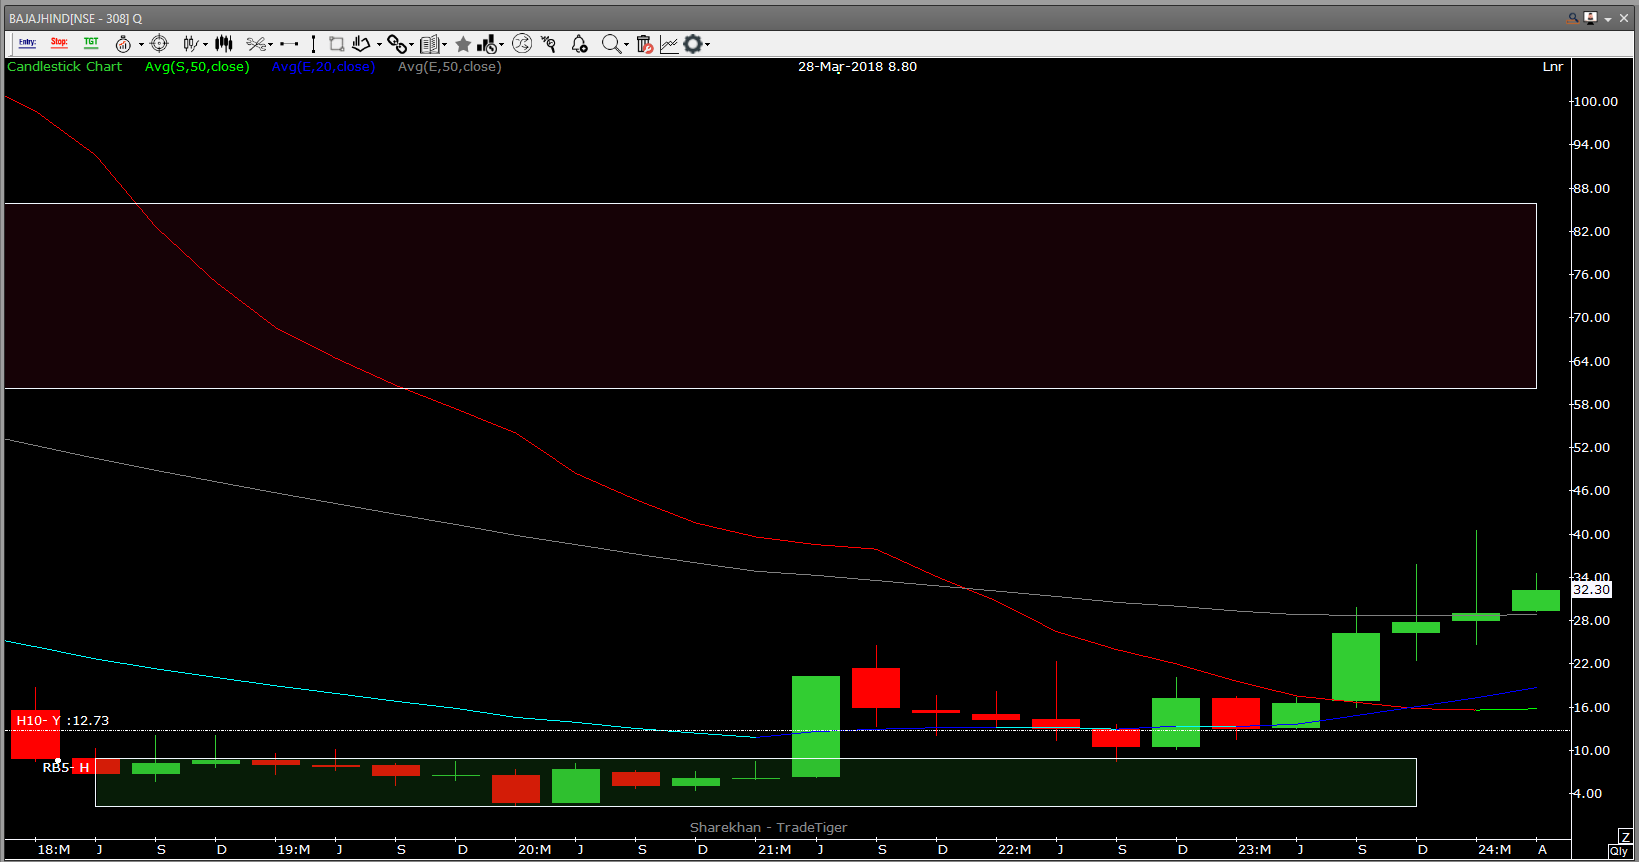 BAJAJHIND[NSE - 308] Q
Entry: Stop: TGT
Candlestick Chart Avg(S,50,close) Avg(E,20,close) Avg(E,50,close) 28-Mar-2018 8.80 Lnr
100.00
94.00
88.00
82.00
76.00
70.00
64.00
58.00
52.00
46.00
40.00
34.00
32.30
28.00
22.00
16.00
H10- Y :12.73
10.00
RB5- H
4.00
Sharekhan - TradeTiger
Z
18:M J S D 19:M J S D 20:M J S D 21:M J S D 22:M J S D 23:M J S D 24:M A Qly